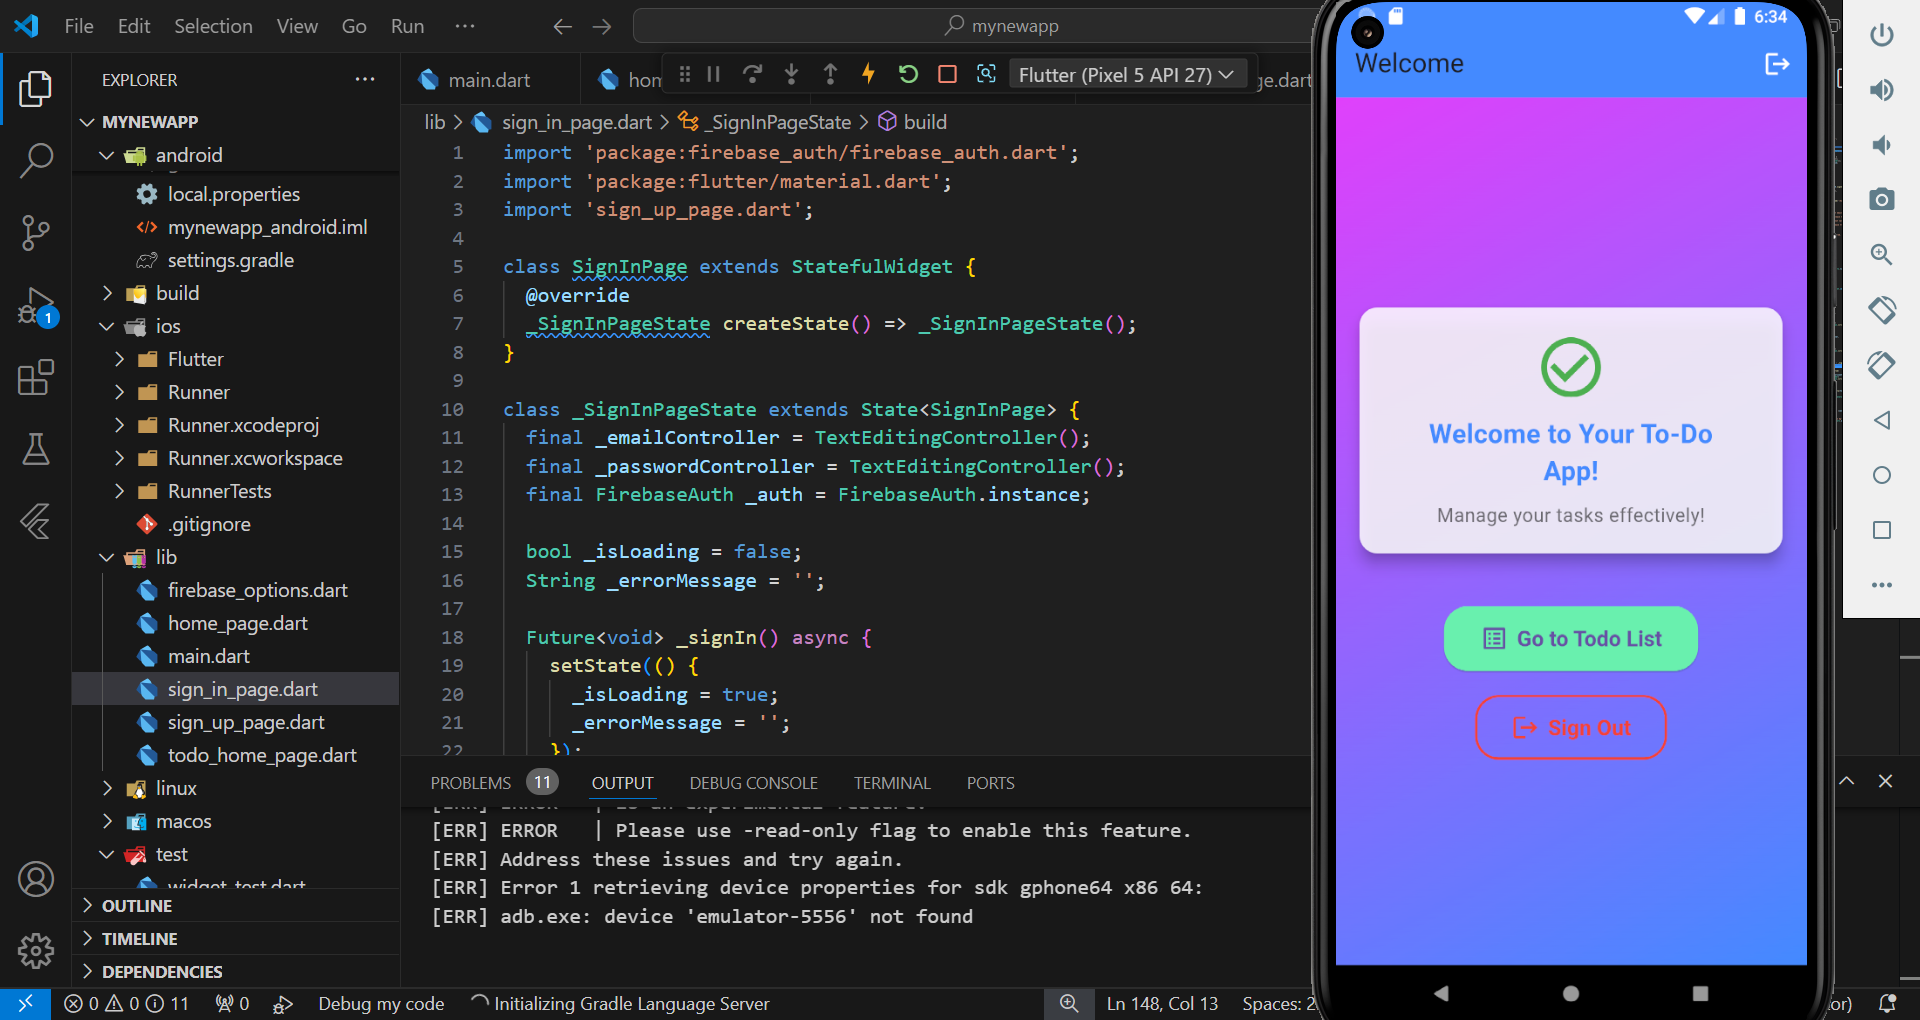 File Edit Selection View Go Run ··· mynewapp
EXPLORER ···
MYNEWAPP
android
local.properties
mynewapp_android.iml
settings.gradle
build
ios
Flutter
Runner
Runner.xcodeproj
Runner.xcworkspace
RunnerTests
.gitignore
lib
firebase_options.dart
home_page.dart
main.dart
sign_in_page.dart
sign_up_page.dart
todo_home_page.dart
linux
macos
test
widget_test.dart
OUTLINE
TIMELINE
DEPENDENCIES
1
main.dart
hom
Flutter (Pixel 5 API 27)
ge.dart
lib > sign_in_page.dart > _SignInPageState > build
1 import 'package:firebase_auth/firebase_auth.dart';
2 import 'package:flutter/material.dart';
3 import 'sign_up_page.dart';
4
5 class SignInPage extends StatefulWidget {
6 @override
7 _SignInPageState createState() => _SignInPageState();
8 }
9
10 class _SignInPageState extends State<SignInPage> {
11 final _emailController = TextEditingController();
12 final _passwordController = TextEditingController();
13 final FirebaseAuth _auth = FirebaseAuth.instance;
14
15 bool _isLoading = false;
16 String _errorMessage = '';
17
18 Future<void> _signIn() async {
19 setState(() {
20 _isLoading = true;
21 _errorMessage = '';
22 });
PROBLEMS 11 OUTPUT DEBUG CONSOLE TERMINAL PORTS
[ERR] ERROR | is an experimental feature.
[ERR] ERROR | Please use -read-only flag to enable this feature.
[ERR] Address these issues and try again.
[ERR] Error 1 retrieving device properties for sdk gphone64 x86 64:
[ERR] adb.exe: device 'emulator-5556' not found
0 0 11 0 Debug my code Initializing Gradle Language Server Ln 148, Col 13 Spaces: 2 or)
6:34
Welcome
Welcome to Your To-Do
App!
Manage your tasks effectively!
Go to Todo List
Sign Out